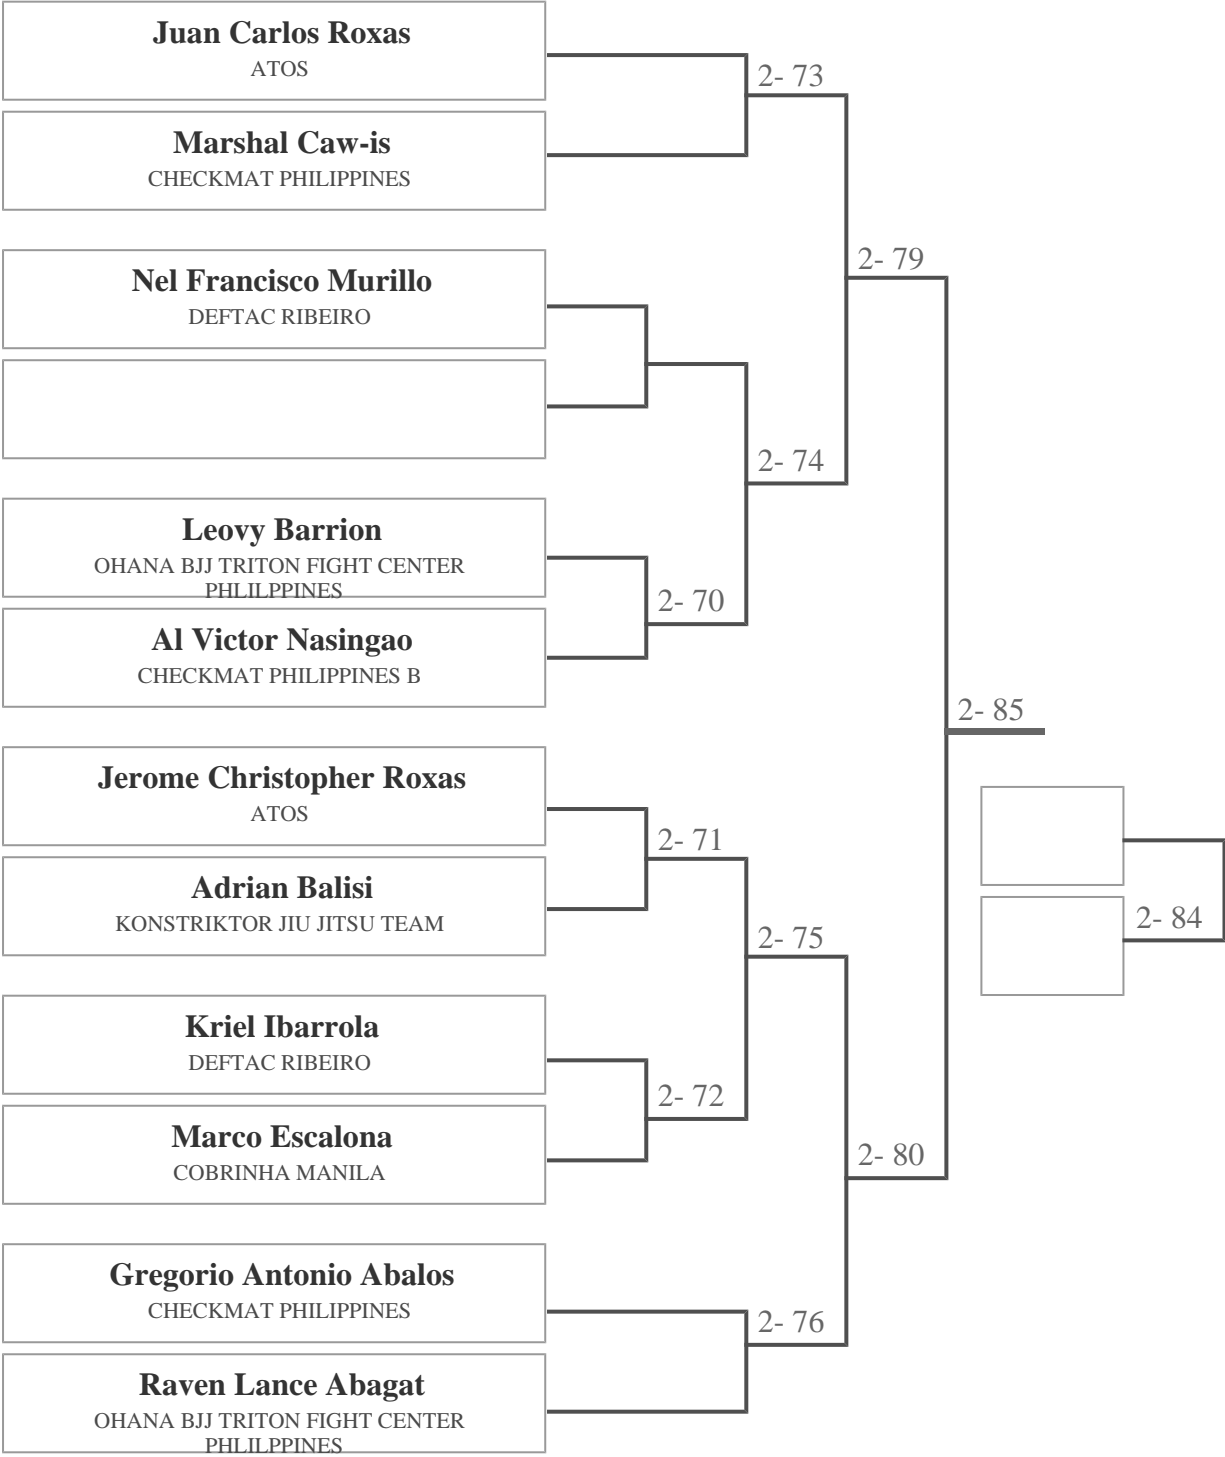 Juan Carlos Roxas
ATOS
2- 73
Marshal Caw-is
CHECKMAT PHILIPPINES
2- 79
Nel Francisco Murillo
DEFTAC RIBEIRO
2- 74
Leovy Barrion
OHANA BJJ TRITON FIGHT CENTER
PHLILPPINES
2- 70
Al Victor Nasingao
CHECKMAT PHILIPPINES B
2- 85
Jerome Christopher Roxas
ATOS
2- 71
Adrian Balisi
KONSTRIKTOR JIU JITSU TEAM
2- 84
2- 75
Kriel Ibarrola
DEFTAC RIBEIRO
2- 72
Marco Escalona
COBRINHA MANILA
2- 80
Gregorio Antonio Abalos
CHECKMAT PHILIPPINES
2- 76
Raven Lance Abagat
OHANA BJJ TRITON FIGHT CENTER
PHLILPPINES